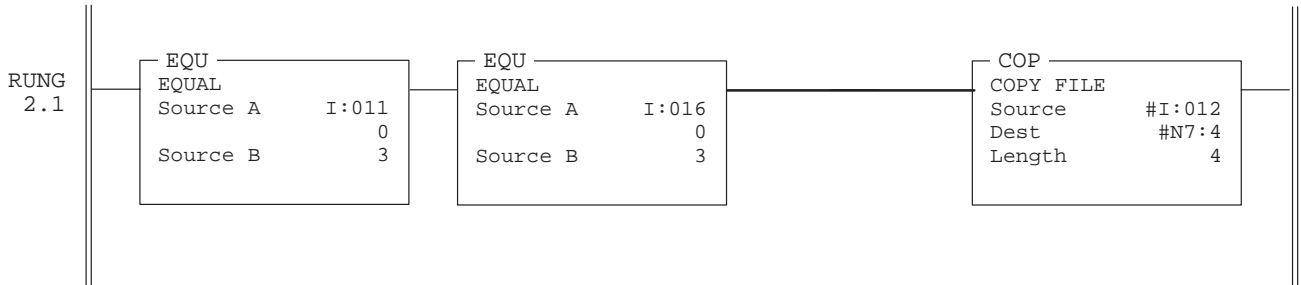 RUNG
2.1
EQU
EQUAL
Source A I:011
0
Source B 3
EQU
EQUAL
Source A I:016
0
Source B 3
COP
COPY FILE
Source #I:012
Dest #N7:4
Length 4